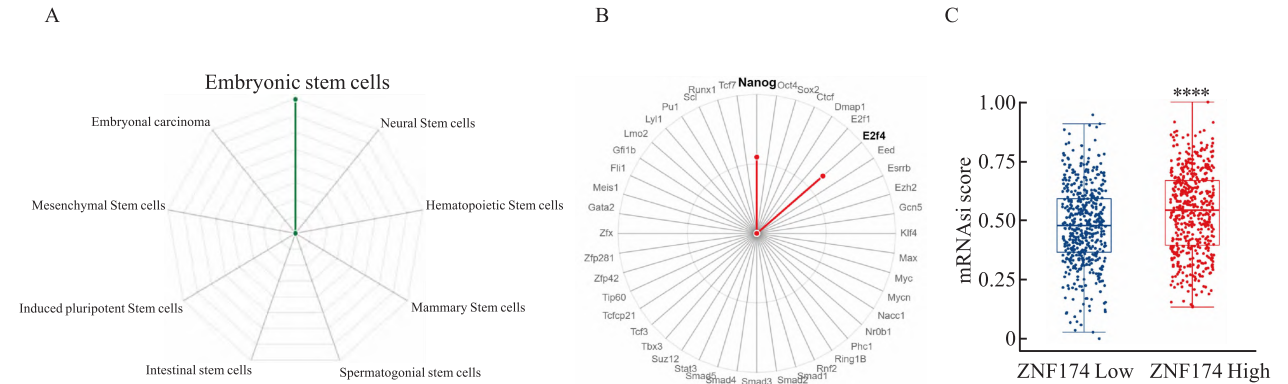 A
Embryonic stem cells
Embryonal carcinoma
Neural Stem cells
Mesenchymal Stem cells
Hematopoietic Stem cells
Induced pluripotent Stem cells
Mammary Stem cells
Intestinal stem cells
Spermatogonial stem cells
B
Nanog
Oct4
Sox2
Ctcf
Dmap1
E2f1
E2f4
Eed
Esrrb
Ezh2
Gcn5
Klf4
Max
Myc
Mycn
Nacc1
Nr0b1
Phc1
Ring1B
Rnf2
Smad1
Smad2
Smad3
Smad4
Smad5
Stat3
Suz12
Tbx3
Tcf3
Tcfcp21
Tip60
Zfp42
Zfp281
Zfx
Gata2
Meis1
Fli1
Gfi1b
Lmo2
Lyl1
Pu1
Scl
Runx1
Tcf7
C
****
mRNAsi score
1.00
0.75
0.50
0.25
0
ZNF174 Low
ZNF174 High